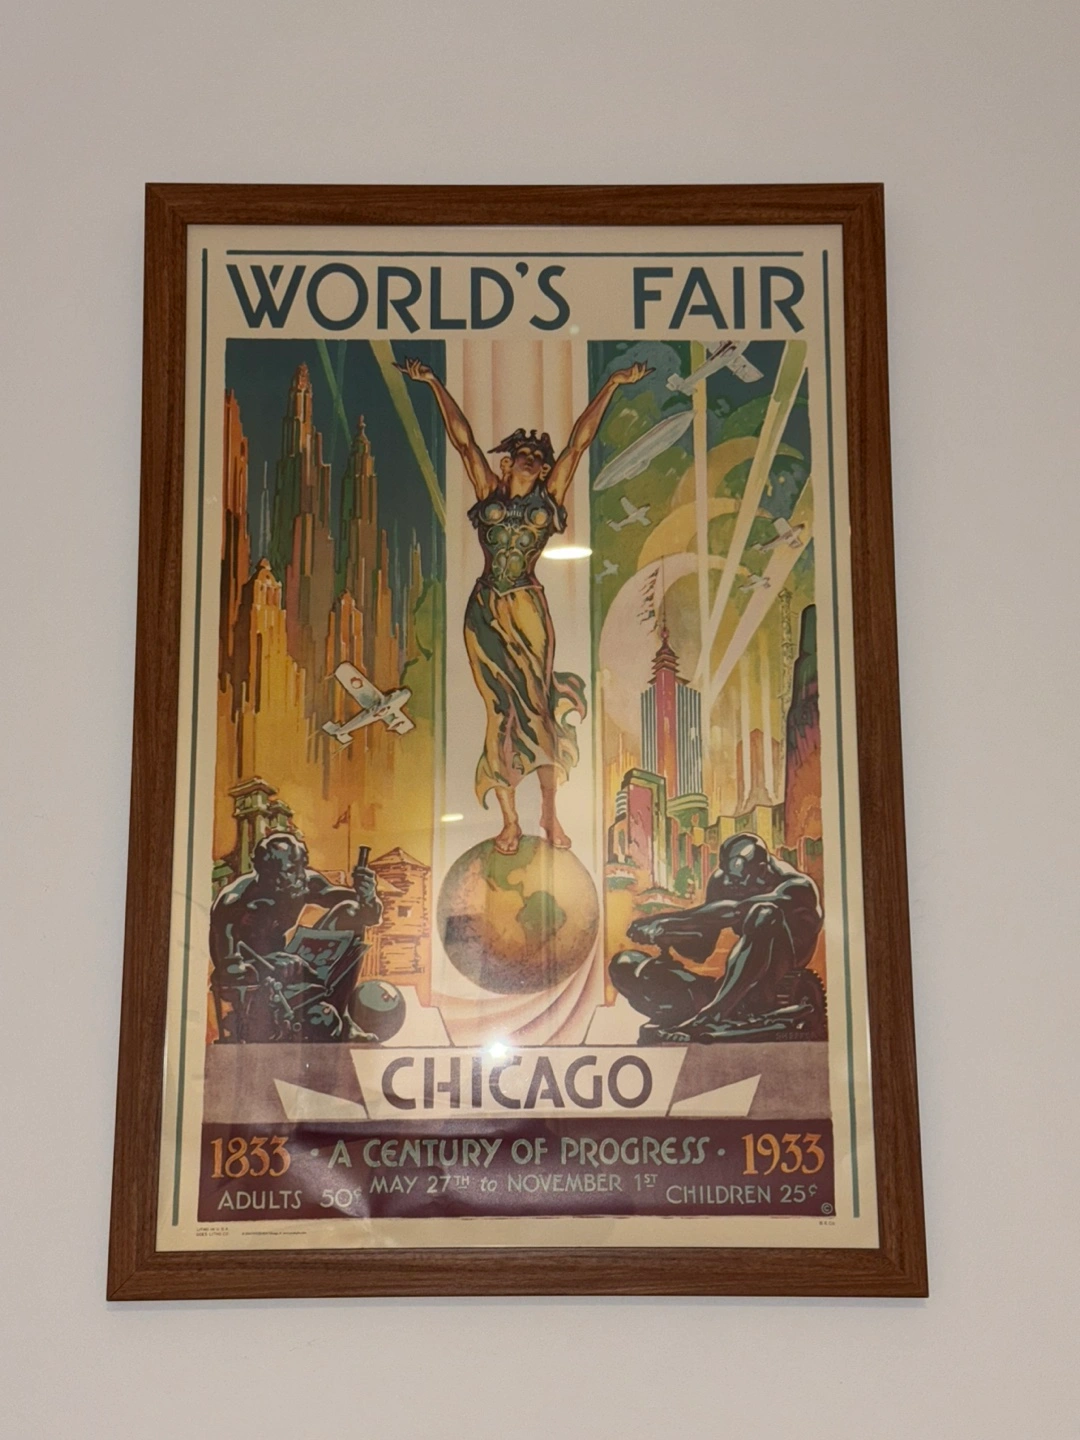 WORLD'S FAIR
CHICAGO
1833 · A CENTURY OF PROGRESS · 1933
MAY 27TH to NOVEMBER 1ST
ADULTS 50¢ CHILDREN 25¢
©